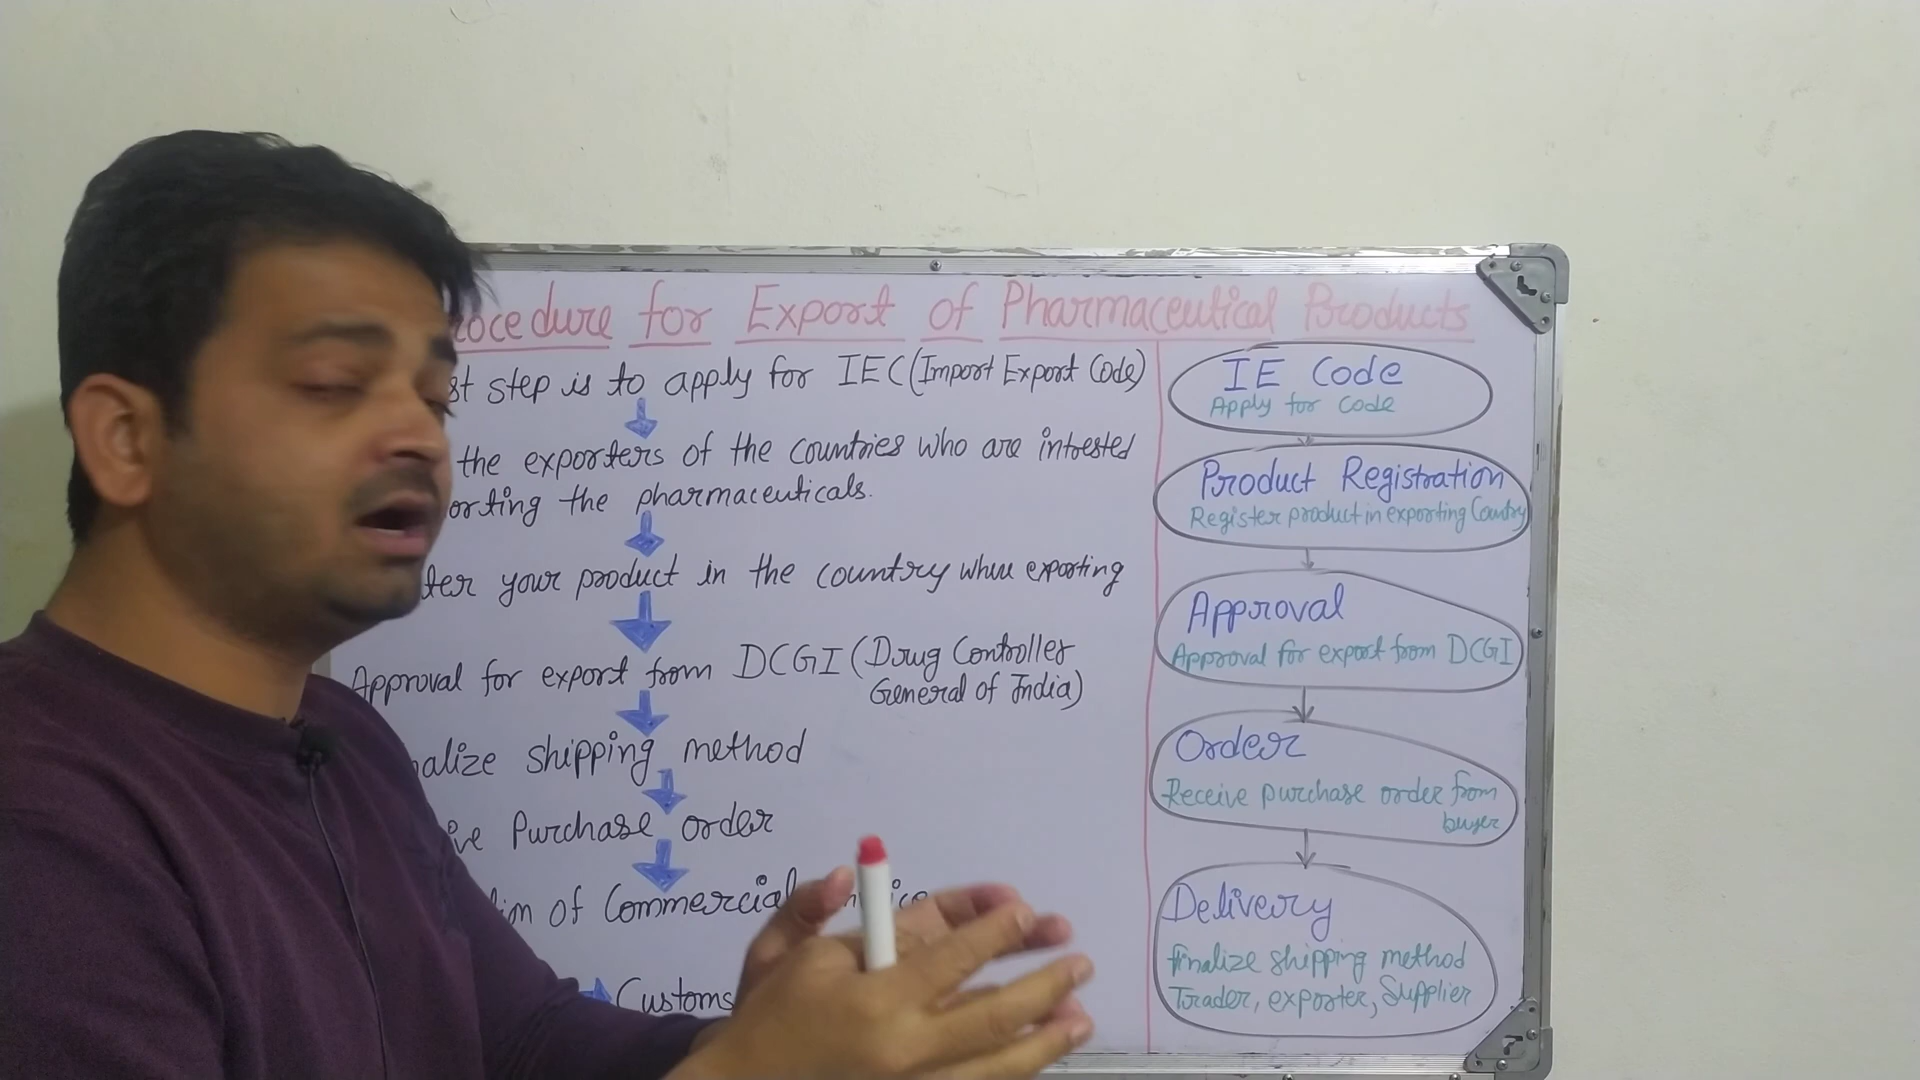 ocedure for Export of Pharmaceutical Products
st step is to apply for IEC (Import Export Code)
the exporters of the countries who are intrested
orting the pharmaceuticals.
ter your product in the country where exporting
Approval for export from DCGI (Drug Controller
General of India)
alize shipping method
ive Purchase order
of Commercial
Customs
IE Code
Apply for code
Product Registration
Register product in exporting Country
Approval
Approval for export from DCGI
Order
Receive purchase order from
buyer
Delivery
finalize shipping method
Trader, exporter, Supplier